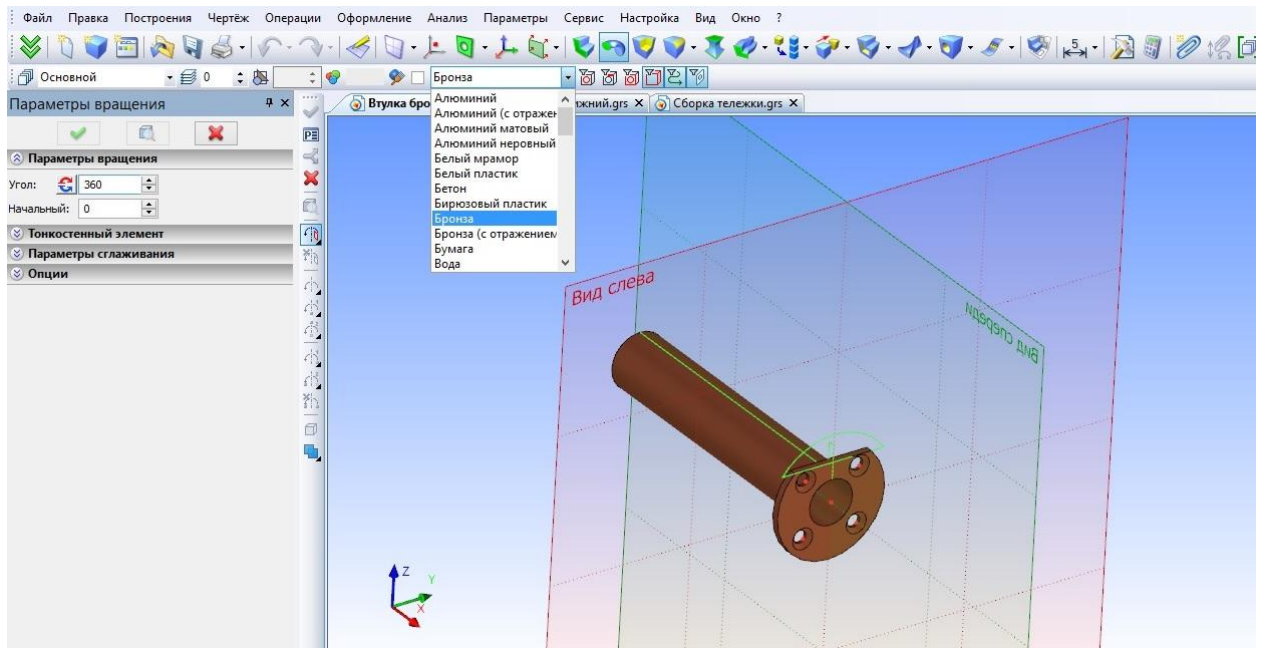 Файл Правка Построения Чертёж Операции Оформление Анализ Параметры Сервис Настройка Вид Окно ?
5
Основной 0 Бронза
Параметры вращения
Втулка бро жний.grs Сборка тележки.grs
Алюминий
Алюминий (с отражен
Алюминий матовый
Алюминий неровный
Белый мрамор
Белый пластик
Бетон
Бирюзовый пластик
Бронза
Бронза (с отражением
Бумага
Вода
Параметры вращения
Угол: 360
Начальный: 0
Тонкостенный элемент
Параметры сглаживания
Опции
Вид слева
Вид спереди
Z
Y
X